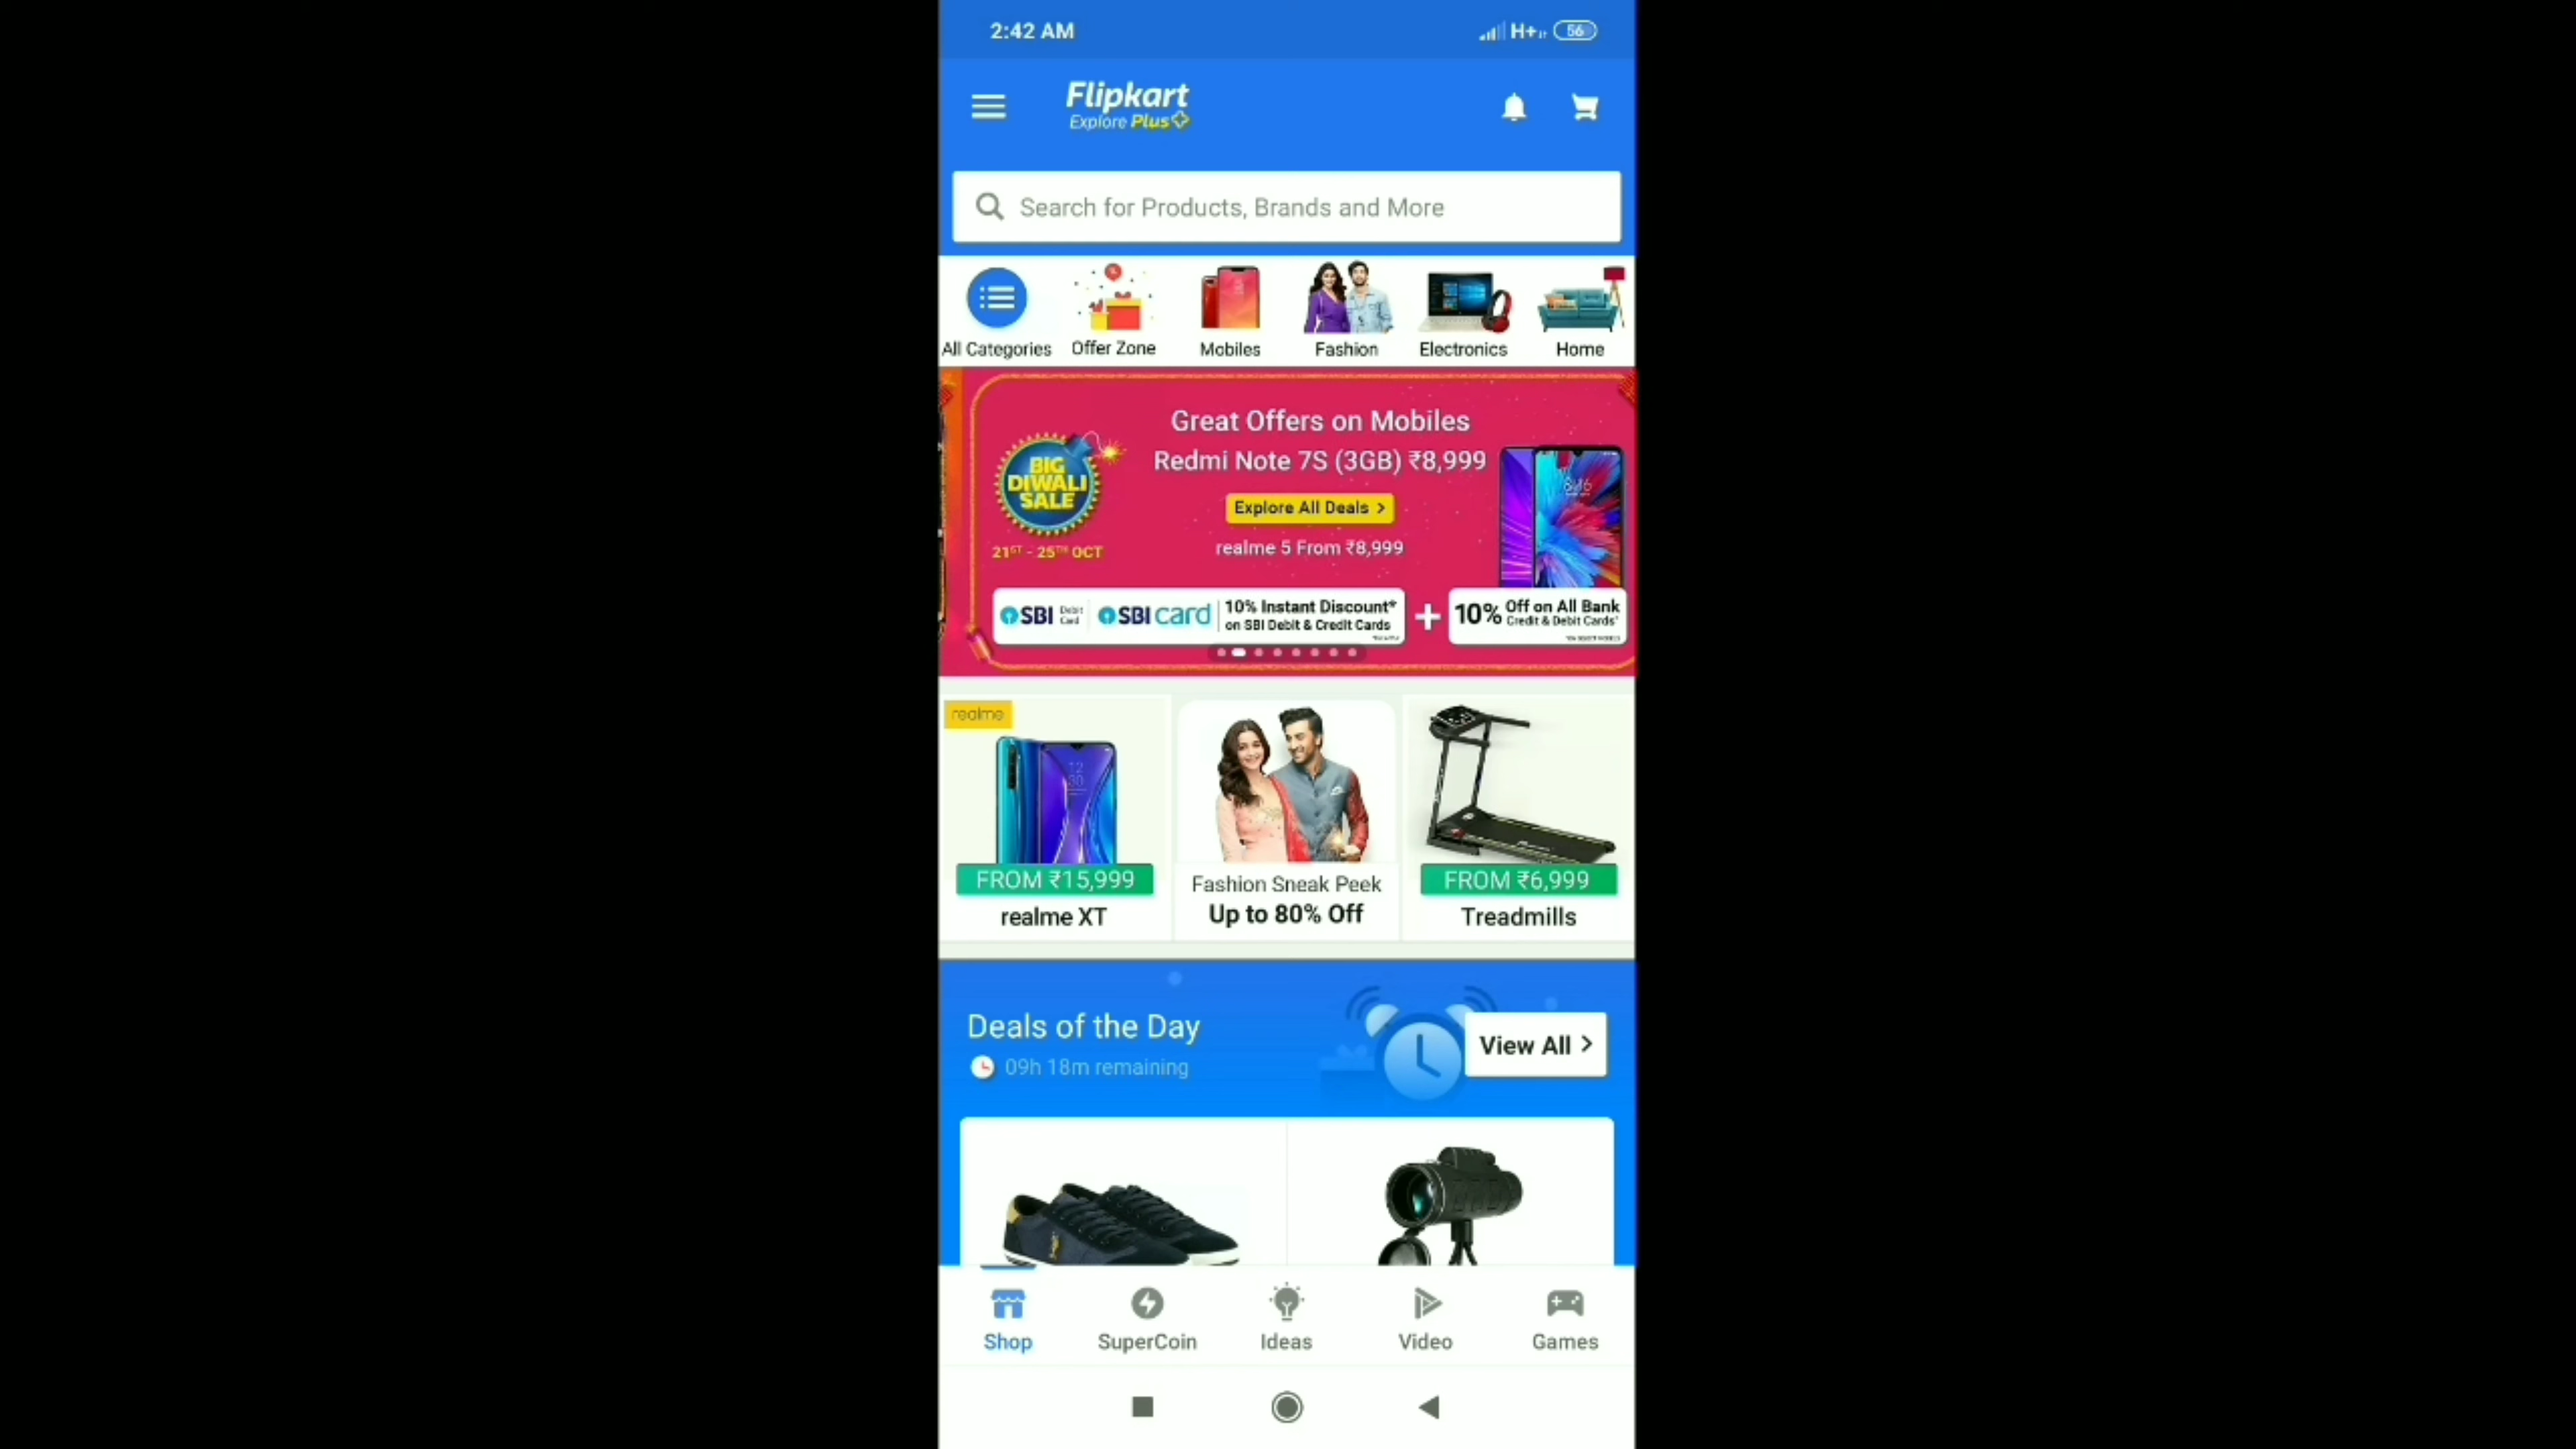 2:42 AM
H+
56
Flipkart
Explore Plus
Search for Products, Brands and More
All Categories
Offer Zone
Mobiles
Fashion
Electronics
Home
Great Offers on Mobiles
Redmi Note 7S (3GB) ₹8,999
BIG
DIWALI
SALE
21ST - 25TH OCT
Explore All Deals >
realme 5 From ₹8,999
SBI Debit Card
SBI card
10% Instant Discount*
on SBI Debit & Credit Cards
+
10% Off on All Bank
Credit & Debit Cards*
realme
FROM ₹15,999
realme XT
Fashion Sneak Peek
Up to 80% Off
FROM ₹6,999
Treadmills
Deals of the Day
09h 18m remaining
View All >
Shop
SuperCoin
Ideas
Video
Games